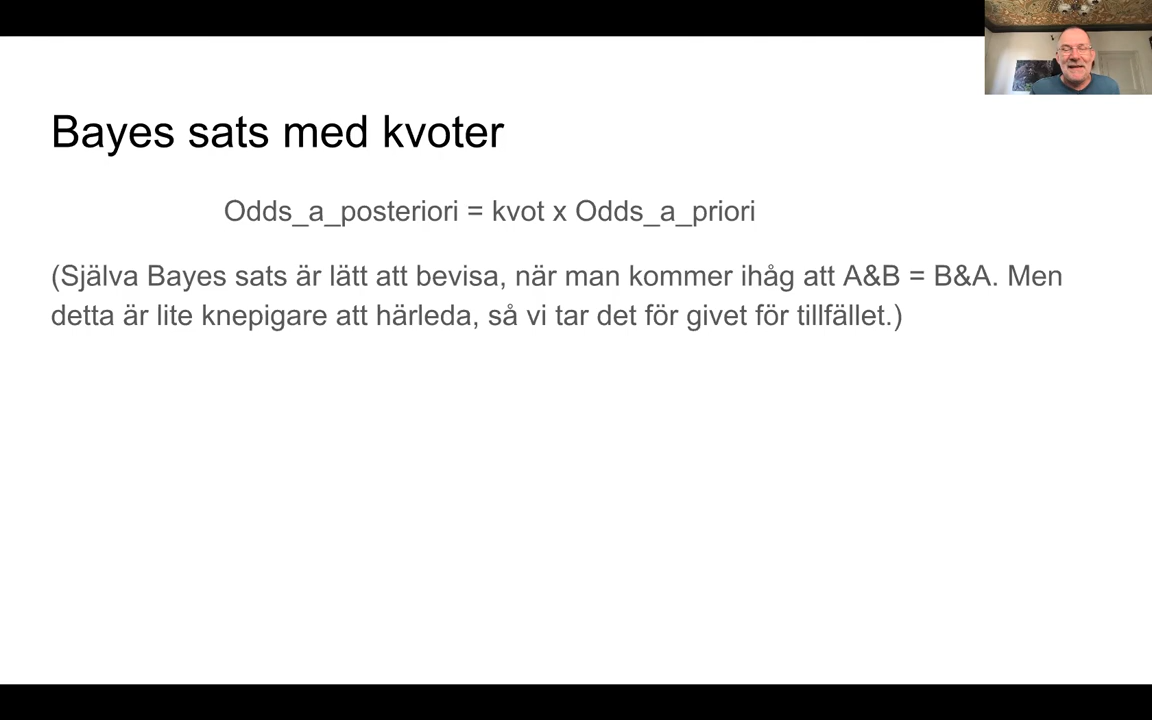 Bayes sats med kvoter
Odds_a_posteriori = kvot x Odds_a_priori
(Själva Bayes sats är lätt att bevisa, när man kommer ihåg att A&B = B&A. Men
detta är lite knepigare att härleda, så vi tar det för givet för tillfället.)